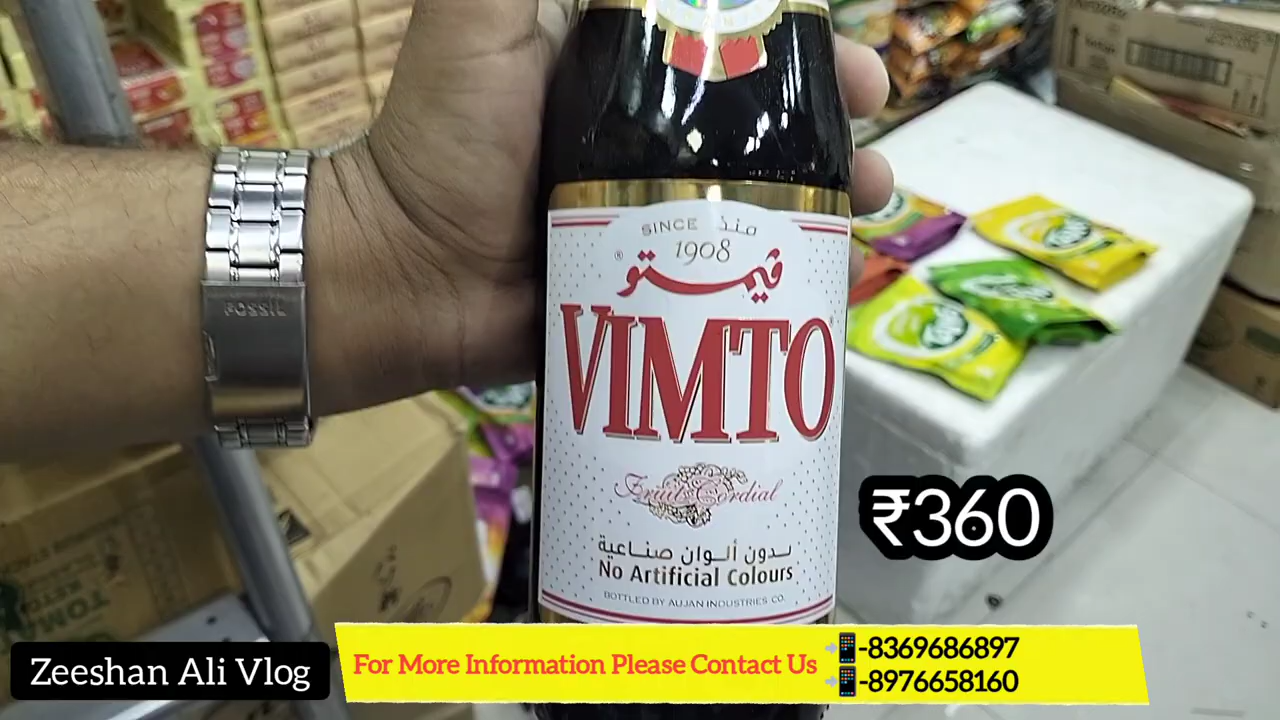 SINCE منذ
1908
فيمتو
VIMTO
Fruit Cordial
بدون ألوان صناعية
No Artificial Colours
BOTTLED BY AUJAN INDUSTRIES CO.
₹360
Zeeshan Ali Vlog
For More Information Please Contact Us
-8369686897
-8976658160